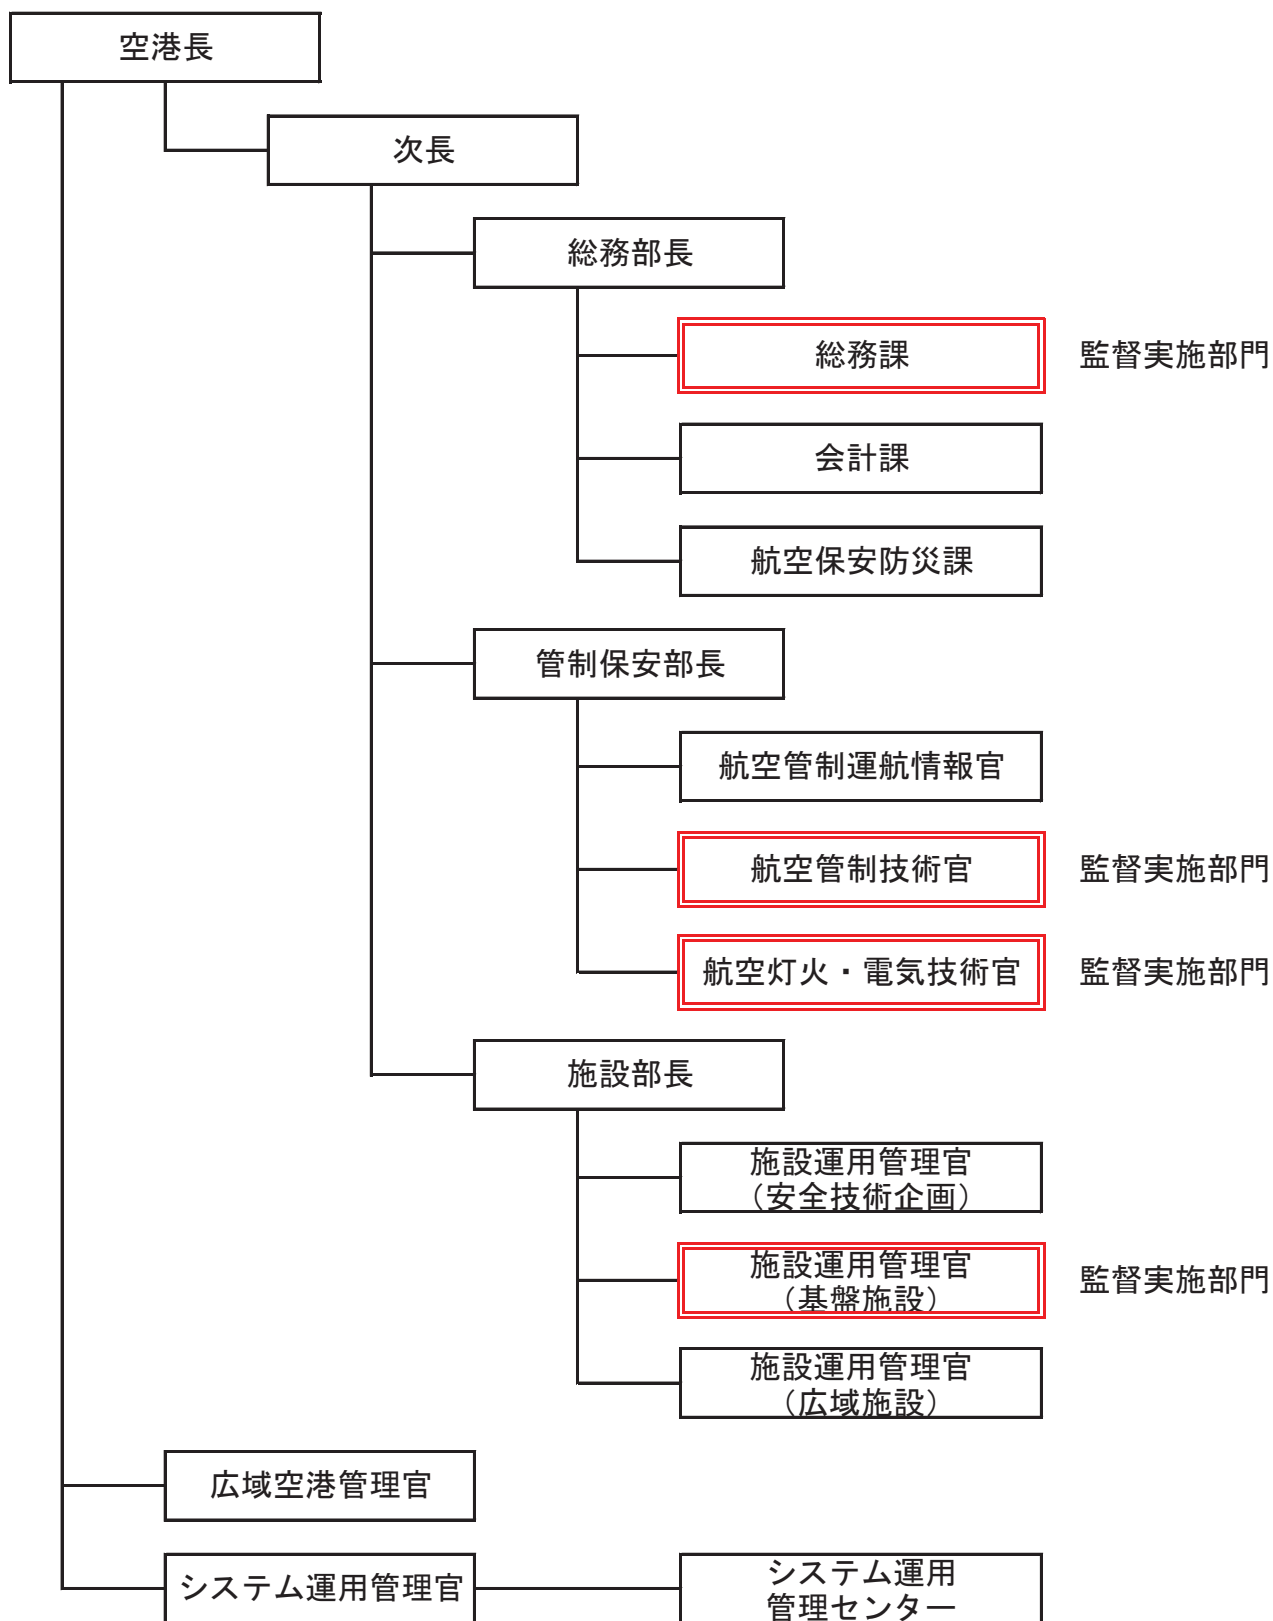 空港長
次長
総務部長
総務課 監督実施部門
会計課
航空保安防災課
管制保安部長
航空管制運航情報官
航空管制技術官 監督実施部門
航空灯火・電気技術官 監督実施部門
施設部長
施設運用管理官
（安全技術企画）
施設運用管理官
（基盤施設）
監督実施部門
施設運用管理官
（広域施設）
広域空港管理官
システム運用管理官
システム運用
管理センター